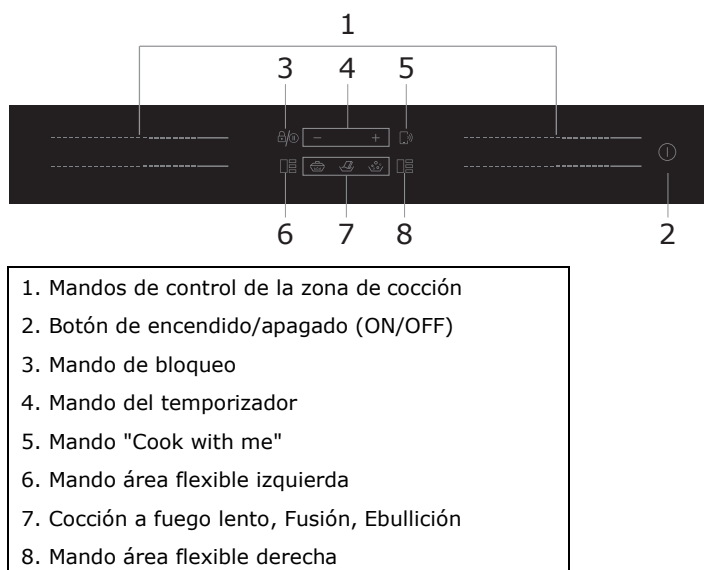 1
3 4 5
- +
6 7 8 2
1. Mandos de control de la zona de cocción
2. Botón de encendido/apagado (ON/OFF)
3. Mando de bloqueo
4. Mando del temporizador
5. Mando "Cook with me"
6. Mando área flexible izquierda
7. Cocción a fuego lento, Fusión, Ebullición
8. Mando área flexible derecha